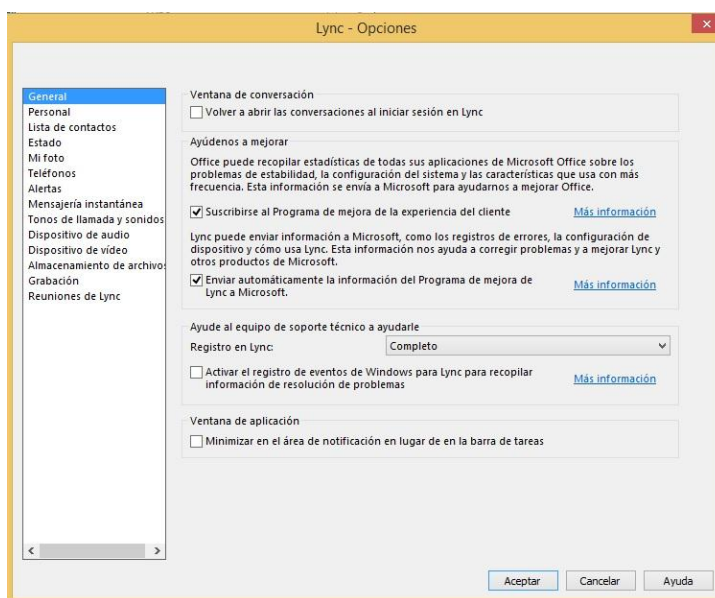 Lync - Opciones
General
Personal
Lista de contactos
Estado
Mi foto
Teléfonos
Alertas
Mensajería instantánea
Tonos de llamada y sonidos
Dispositivo de audio
Dispositivo de vídeo
Almacenamiento de archivos
Grabación
Reuniones de Lync
Ventana de conversación
Volver a abrir las conversaciones al iniciar sesión en Lync
Ayúdenos a mejorar
Office puede recopilar estadísticas de todas sus aplicaciones de Microsoft Office sobre los
problemas de estabilidad, la configuración del sistema y las características que usa con más
frecuencia. Esta información se envía a Microsoft para ayudarnos a mejorar Office.
Suscribirse al Programa de mejora de la experiencia del cliente Más información
Lync puede enviar información a Microsoft, como los registros de errores, la configuración de
dispositivo y cómo usa Lync. Esta información nos ayuda a corregir problemas y a mejorar Lync y
otros productos de Microsoft.
Enviar automáticamente la información del Programa de mejora de
Lync a Microsoft. Más información
Ayude al equipo de soporte técnico a ayudarle
Registro en Lync: Completo
Activar el registro de eventos de Windows para Lync para recopilar
información de resolución de problemas Más información
Ventana de aplicación
Minimizar en el área de notificación en lugar de en la barra de tareas
Aceptar Cancelar Ayuda